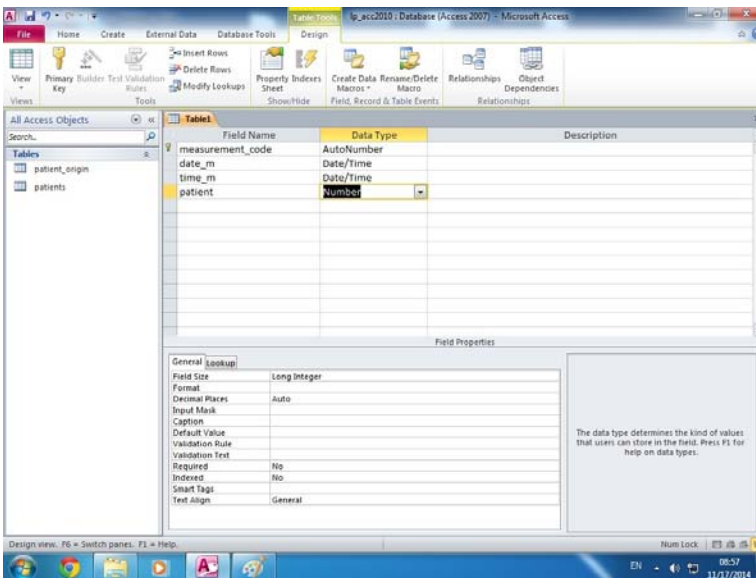 Table Tools
lp_acc2010 : Database (Access 2007) - Microsoft Access
File Home Create External Data Database Tools Design
View
Primary Key
Builder
Test Validation Rules
Insert Rows
Delete Rows
Modify Lookups
Property Sheet
Indexes
Create Data Macros
Rename/Delete Macro
Relationships
Object Dependencies
Views
Tools
Show/Hide
Field, Record & Table Events
Relationships
All Access Objects
Search...
Tables
patient_origin
patients
Table1
Field Name Data Type Description
measurement_code AutoNumber
date_m Date/Time
time_m Date/Time
patient Number
Field Properties
General Lookup
Field Size Long Integer
Format
Decimal Places Auto
Input Mask
Caption
Default Value
Validation Rule
Validation Text
Required No
Indexed No
Smart Tags
Text Align General
The data type determines the kind of values
that users can store in the field. Press F1 for
help on data types.
Design view. F6 = Switch panes. F1 = Help.
Num Lock
EN
08:57
11/17/2014